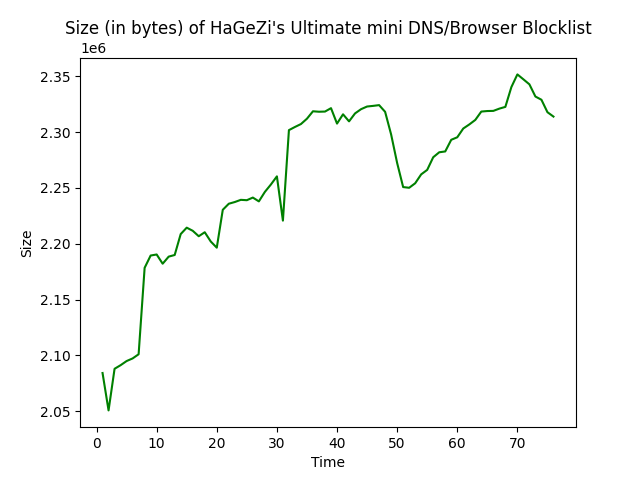 Size (in bytes) of HaGeZi's Ultimate mini DNS/Browser Blocklist
1e6
2.35
2.30
2.25
2.20
2.15
2.10
2.05
Size
0 10 20 30 40 50 60 70
Time